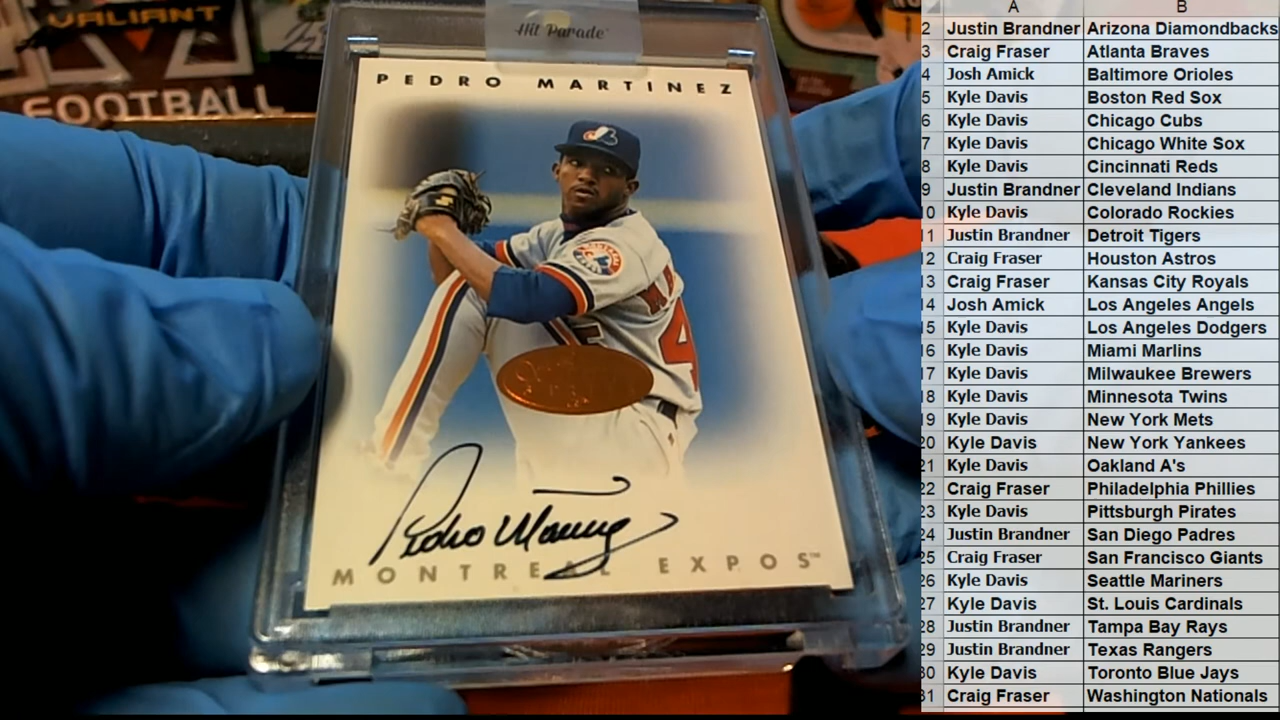 VALIANT
FOOTBALL
Hit Parade
PEDRO MARTINEZ
Pedro Martinez
MONTREAL EXPOS™
A B
2 Justin Brandner Arizona Diamondbacks
3 Craig Fraser Atlanta Braves
4 Josh Amick Baltimore Orioles
5 Kyle Davis Boston Red Sox
6 Kyle Davis Chicago Cubs
7 Kyle Davis Chicago White Sox
8 Kyle Davis Cincinnati Reds
9 Justin Brandner Cleveland Indians
10 Kyle Davis Colorado Rockies
11 Justin Brandner Detroit Tigers
12 Craig Fraser Houston Astros
13 Craig Fraser Kansas City Royals
14 Josh Amick Los Angeles Angels
15 Kyle Davis Los Angeles Dodgers
16 Kyle Davis Miami Marlins
17 Kyle Davis Milwaukee Brewers
18 Kyle Davis Minnesota Twins
19 Kyle Davis New York Mets
20 Kyle Davis New York Yankees
21 Kyle Davis Oakland A's
22 Craig Fraser Philadelphia Phillies
23 Kyle Davis Pittsburgh Pirates
24 Justin Brandner San Diego Padres
25 Craig Fraser San Francisco Giants
26 Kyle Davis Seattle Mariners
27 Kyle Davis St. Louis Cardinals
28 Justin Brandner Tampa Bay Rays
29 Justin Brandner Texas Rangers
30 Kyle Davis Toronto Blue Jays
31 Craig Fraser Washington Nationals